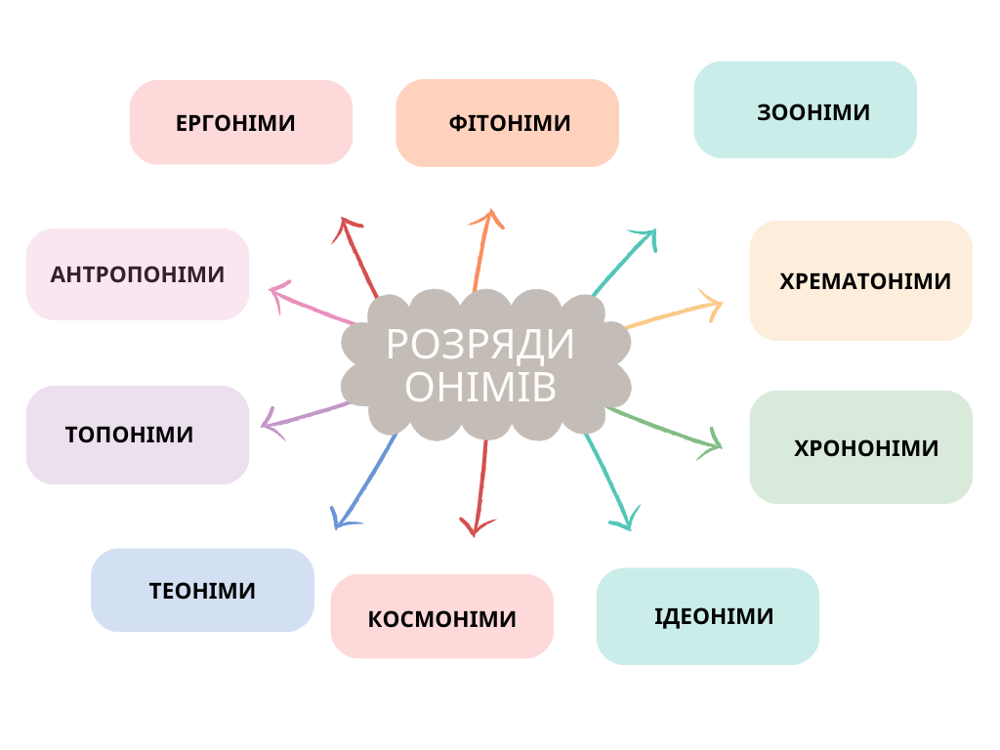 ЕРГОНІМИ
ФІТОНІМИ
ЗООНІМИ
АНТРОПОНІМИ
ХРЕМАТОНІМИ
РОЗРЯДИ
ОНІМІВ
ТОПОНІМИ
ХРОНОНІМИ
ТЕОНІМИ
КОСМОНІМИ
ІДЕОНІМИ